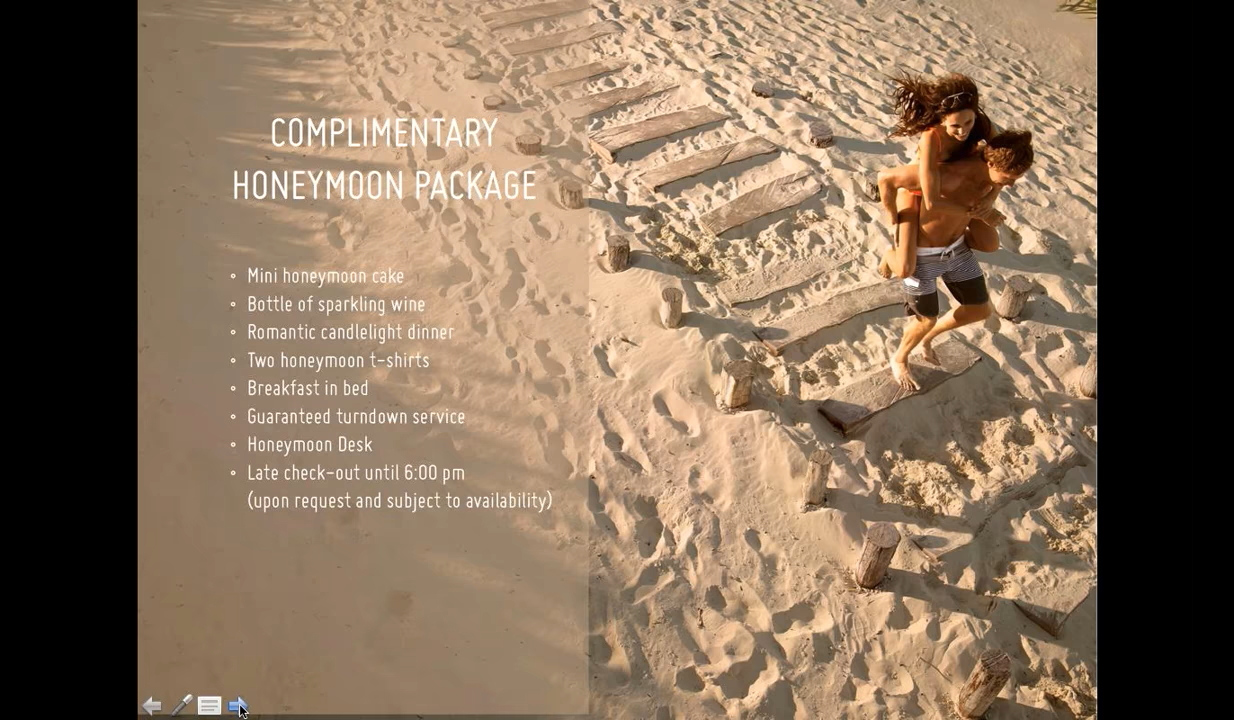 COMPLIMENTARY
HONEYMOON PACKAGE
◦ Mini honeymoon cake
◦ Bottle of sparkling wine
◦ Romantic candlelight dinner
◦ Two honeymoon t-shirts
◦ Breakfast in bed
◦ Guaranteed turndown service
◦ Honeymoon Desk
◦ Late check-out until 6:00 pm
(upon request and subject to availability)